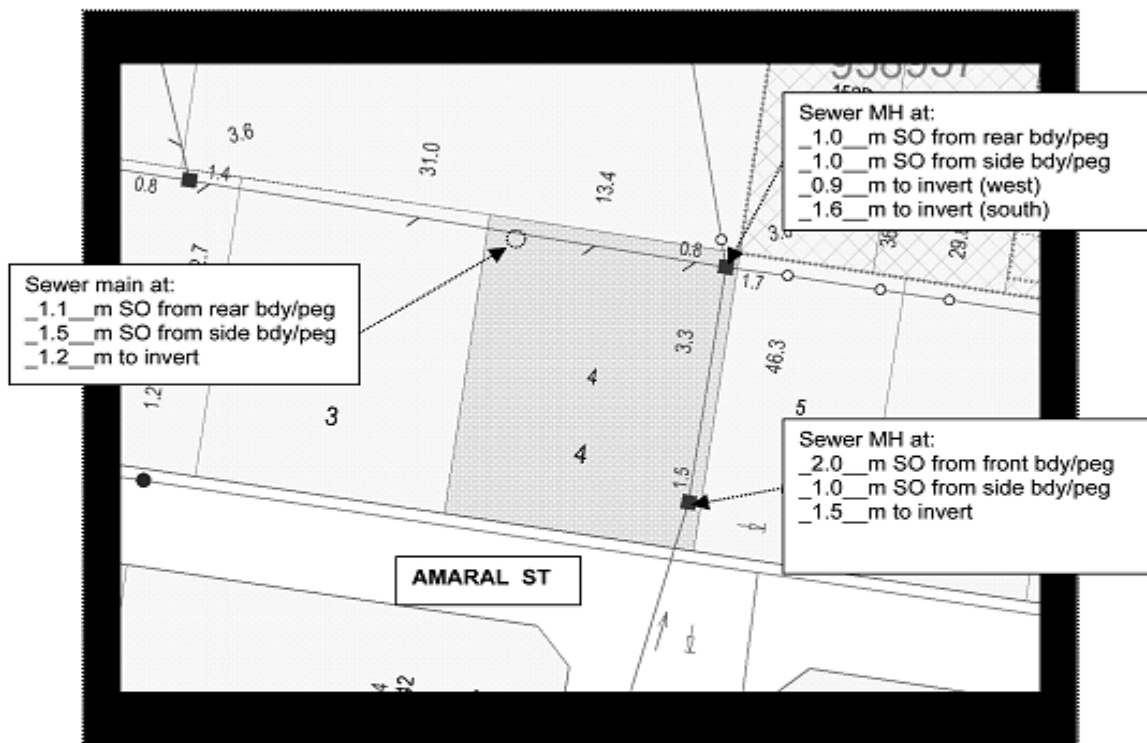 Sewer MH at:
_1.0__m SO from rear bdy/peg
_1.0__m SO from side bdy/peg
_0.9__m to invert (west)
_1.6__m to invert (south)
3.6
31.0
13.4
0.8
1.4
0.8
1.7
29.8
Sewer main at:
_1.1__m SO from rear bdy/peg
_1.5__m SO from side bdy/peg
_1.2__m to invert
3.3
46.3
1.2
3
4
4
5
1.5
Sewer MH at:
_2.0__m SO from front bdy/peg
_1.0__m SO from side bdy/peg
_1.5__m to invert
AMARAL ST